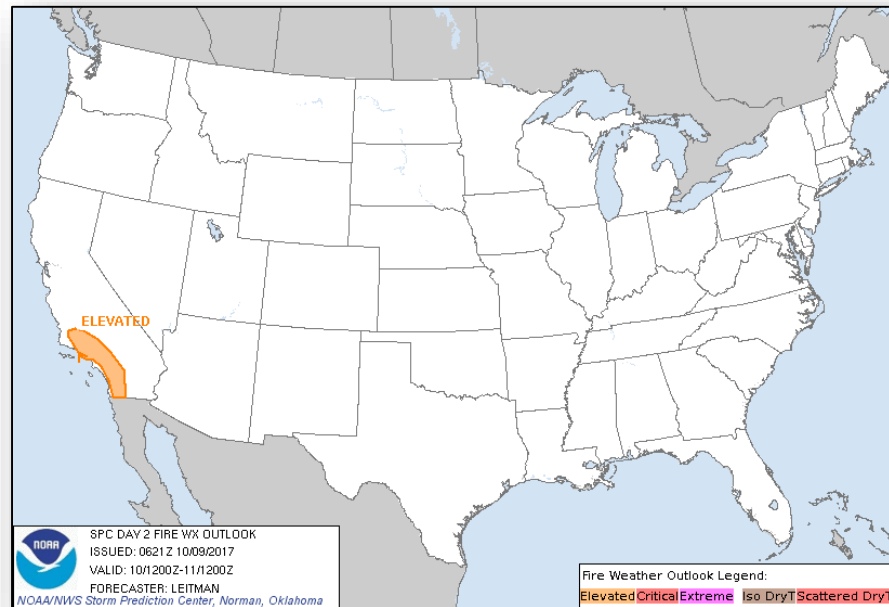 ELEVATED
NOAA
SPC DAY 2 FIRE WX OUTLOOK
ISSUED: 0621Z 10/09/2017
VALID: 10/1200Z-11/1200Z
FORECASTER: LEITMAN
NOAA/NWS Storm Prediction Center, Norman, Oklahoma
Fire Weather Outlook Legend:
Elevated Critical Extreme Iso DryT Scattered DryT